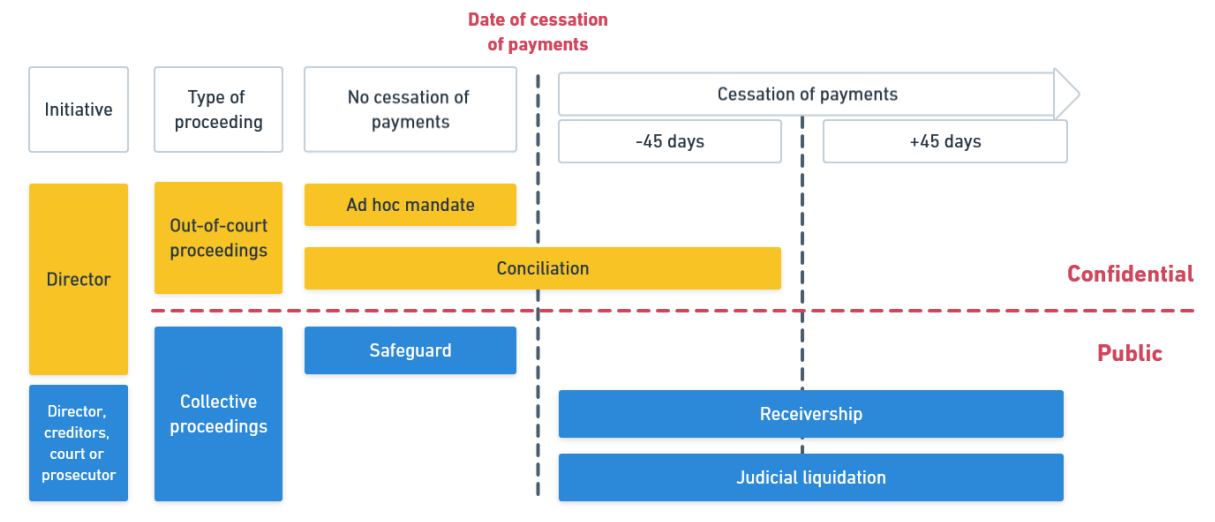 Date of cessation
of payments
Initiative
Type of
proceeding
No cessation of
payments
Cessation of payments
-45 days
+45 days
Director
Out-of-court
proceedings
Ad hoc mandate
Conciliation
Confidential
Public
Safeguard
Director,
creditors,
court or
prosecutor
Collective
proceedings
Receivership
Judicial liquidation